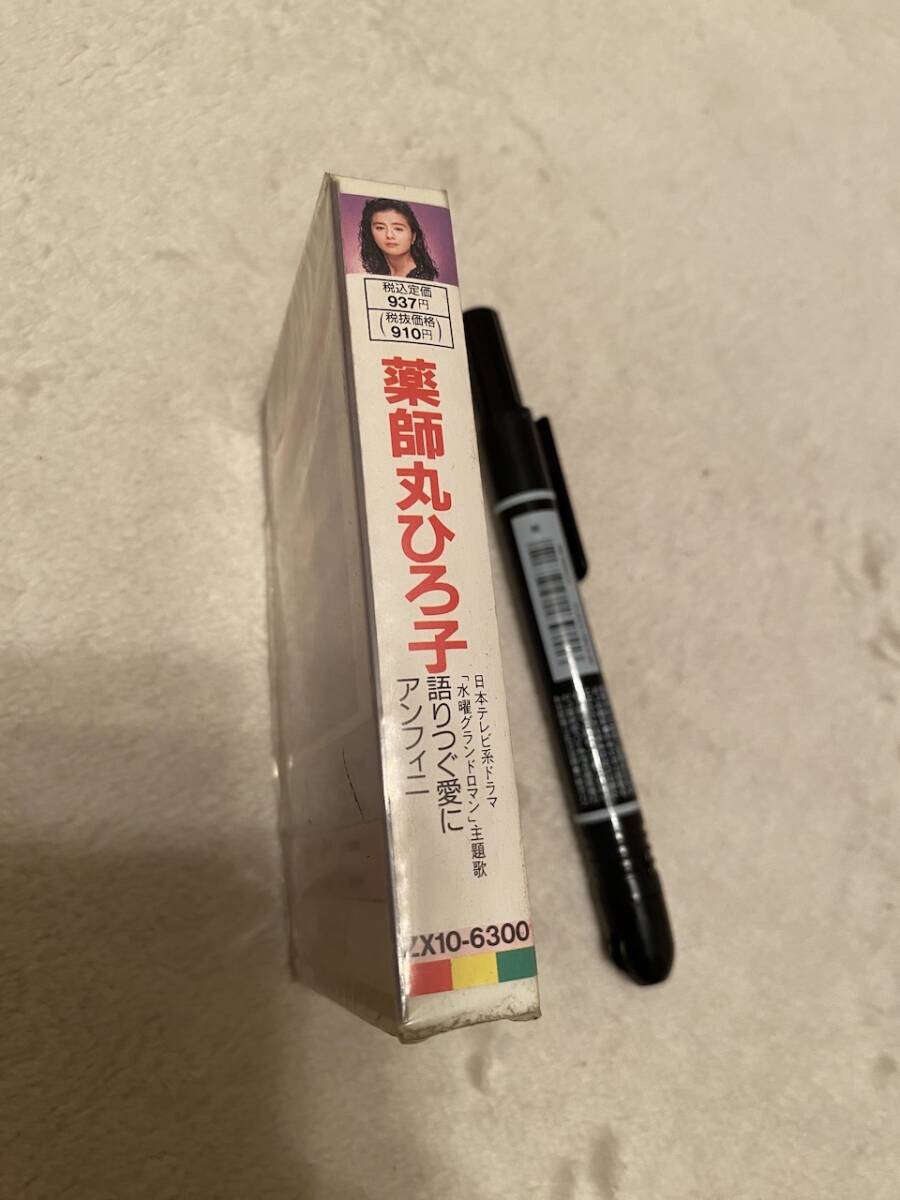 税込定価
937円
(税抜価格
910円)
薬師丸ひろ子
日本テレビ系ドラマ
「水曜グランドロマン」主題歌
語りつぐ愛に
アンフィニ
ZX10-6300